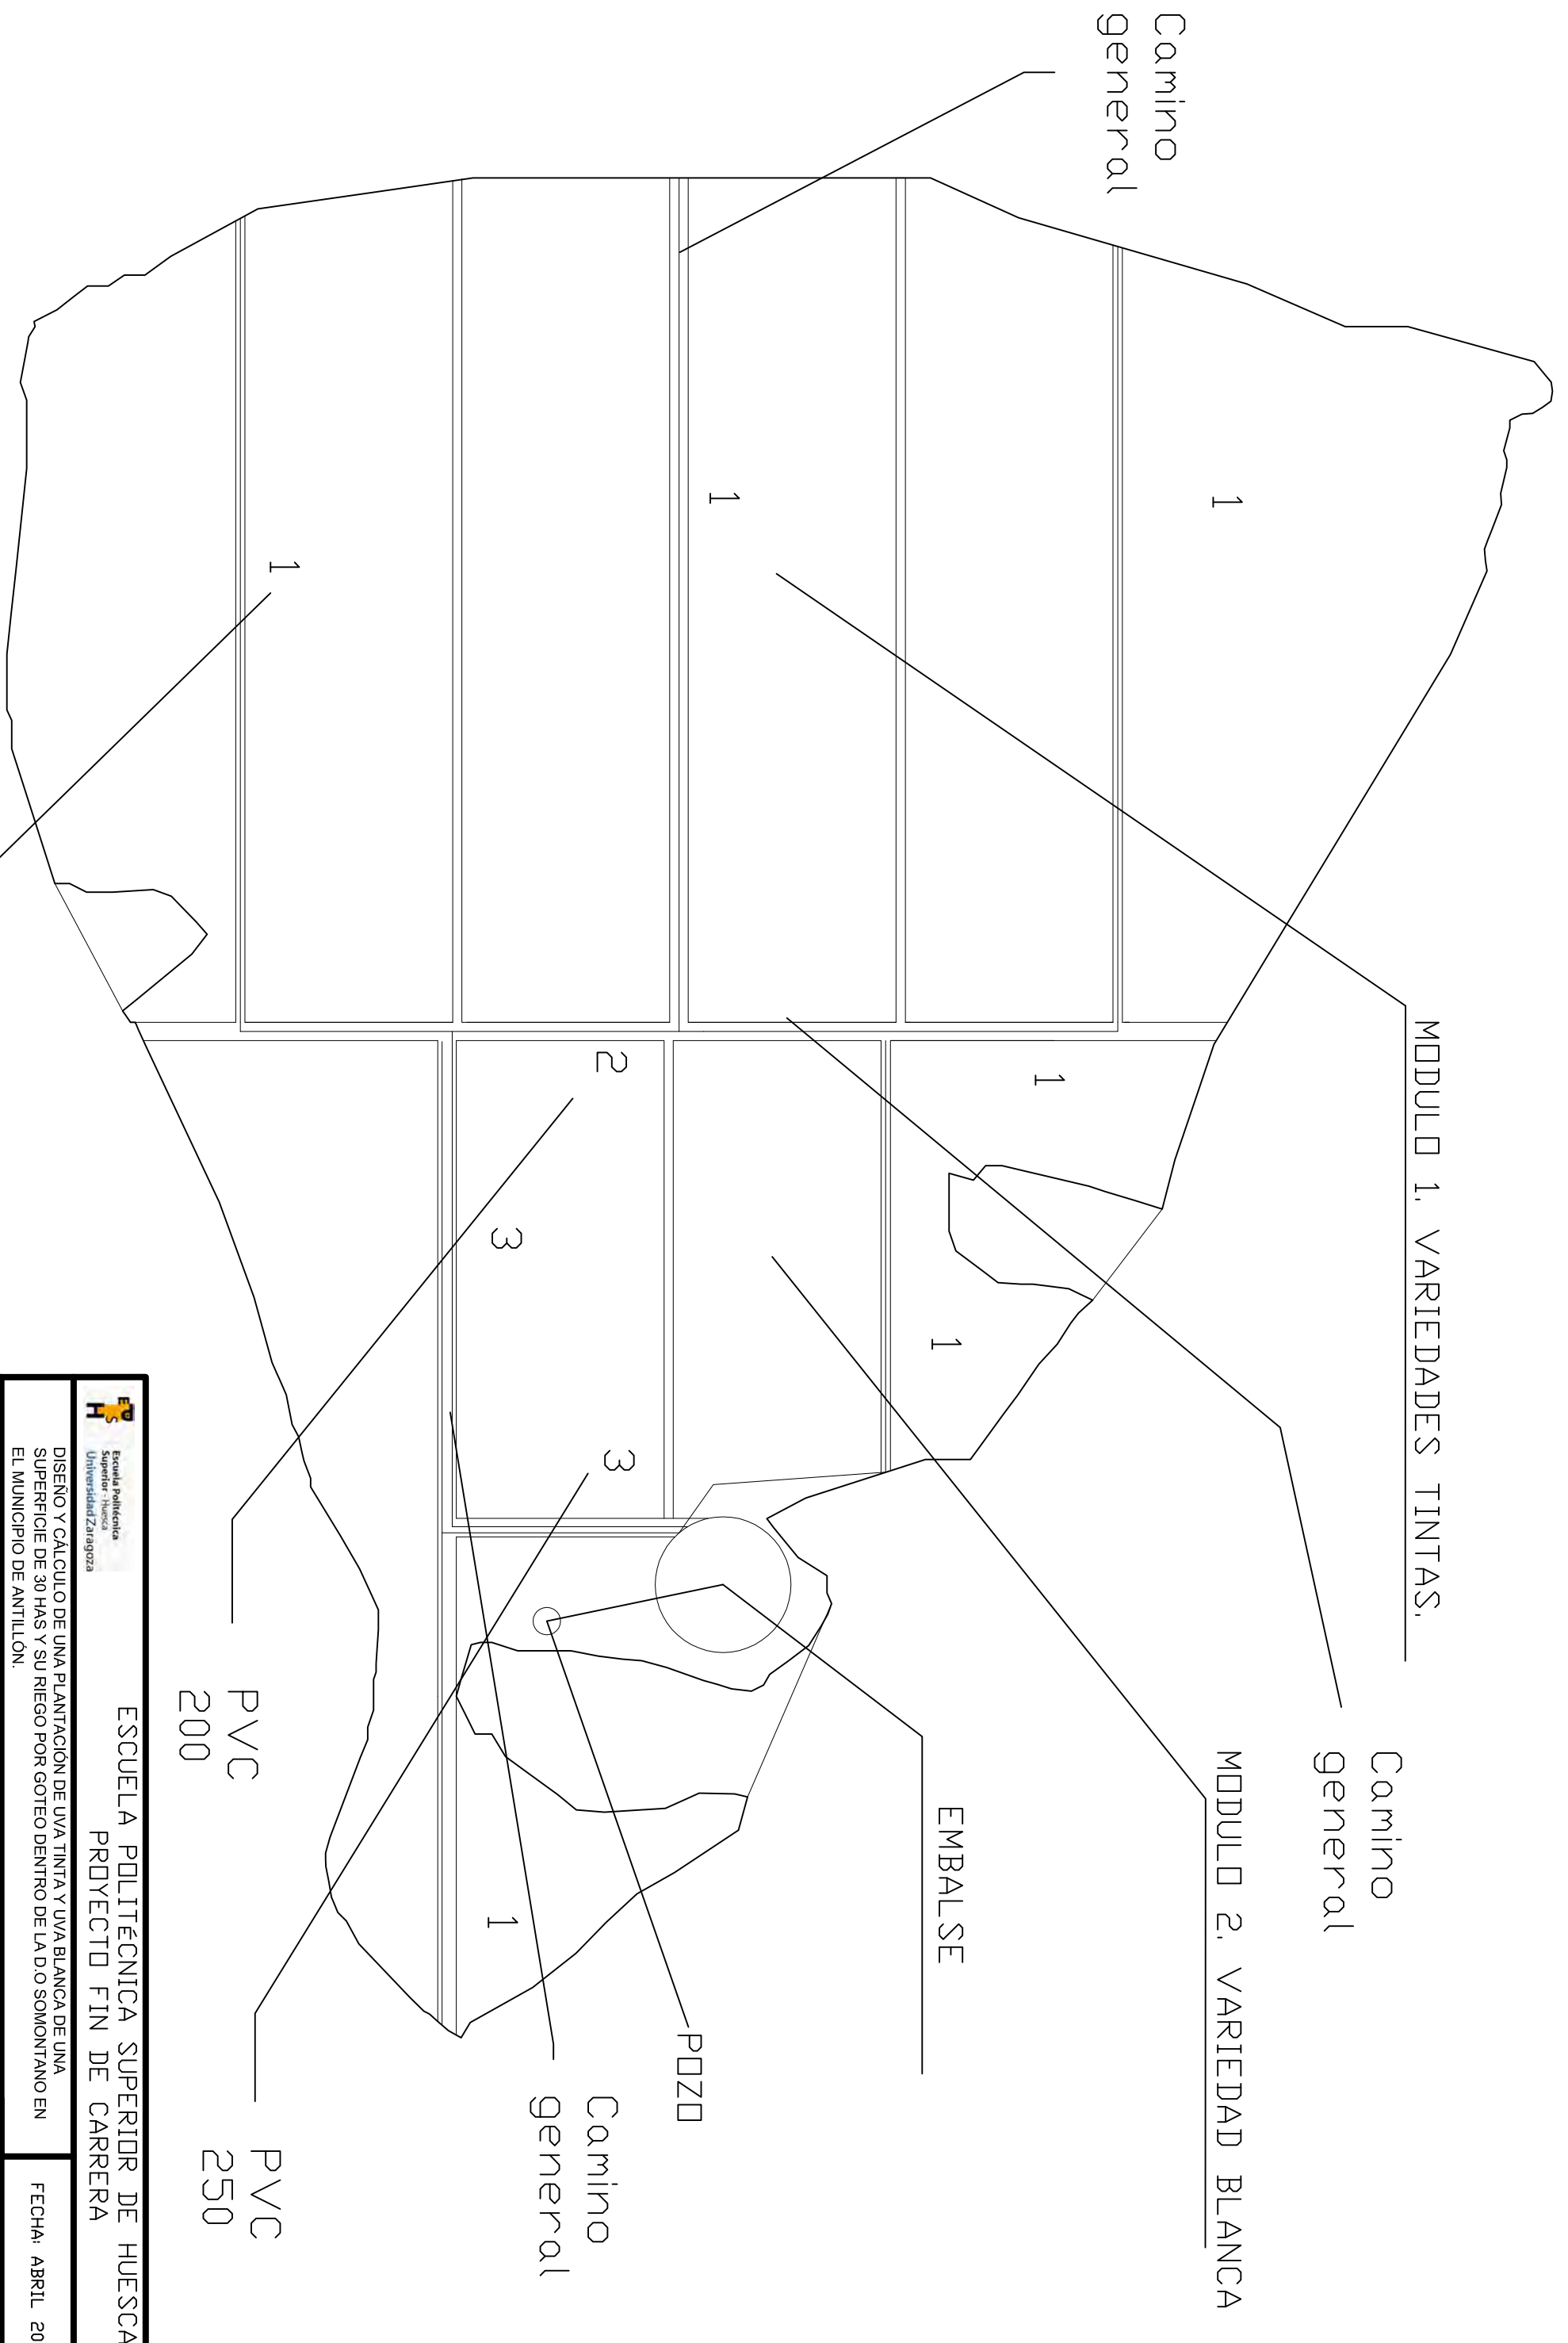 Camino
general
1
1
1
MODULO 1. VARIEDADES TINTAS.
1
2
3
1
3
Camino
general
MODULO 2. VARIEDAD BLANCA
EMBALSE
POZO
1
Camino
general
PVC
200
PVC
250
EPSH
Escuela Politécnica
Superior - Huesca
Universidad Zaragoza
ESCUELA POLITÉCNICA SUPERIOR DE HUESCA
PROYECTO FIN DE CARRERA
DISEÑO Y CÁLCULO DE UNA PLANTACIÓN DE UVA TINTA Y UVA BLANCA DE UNA
SUPERFICIE DE 30 HAS Y SU RIEGO POR GOTEO DENTRO DE LA D.O SOMONTANO EN
EL MUNICIPIO DE ANTILLÓN.
FECHA: ABRIL 20